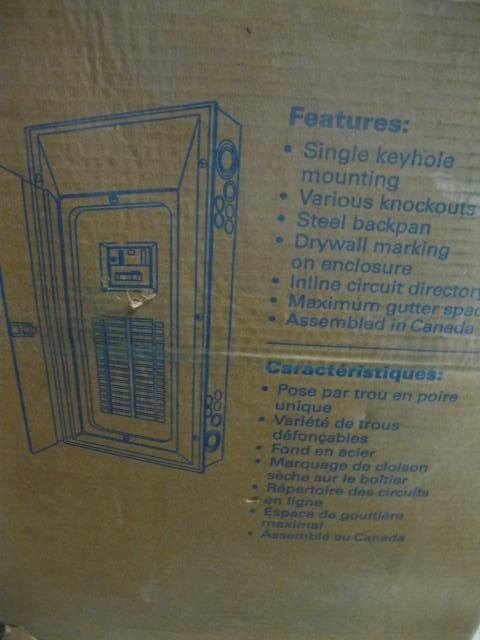 Features:
• Single keyhole
mounting
• Various knockouts
• Steel backpan
• Drywall marking
on enclosure
• Inline circuit directory
• Maximum gutter spac
• Assembled in Canada
Caractéristiques:
• Pose par trou en poire
unique
• Variété de trous
défonçables
• Fond en acier
• Marquage de cloison
sèche sur le boîtier
• Répertoire des circuits
en ligne
• Espace de gouttière
maximal
• Assemblé au Canada